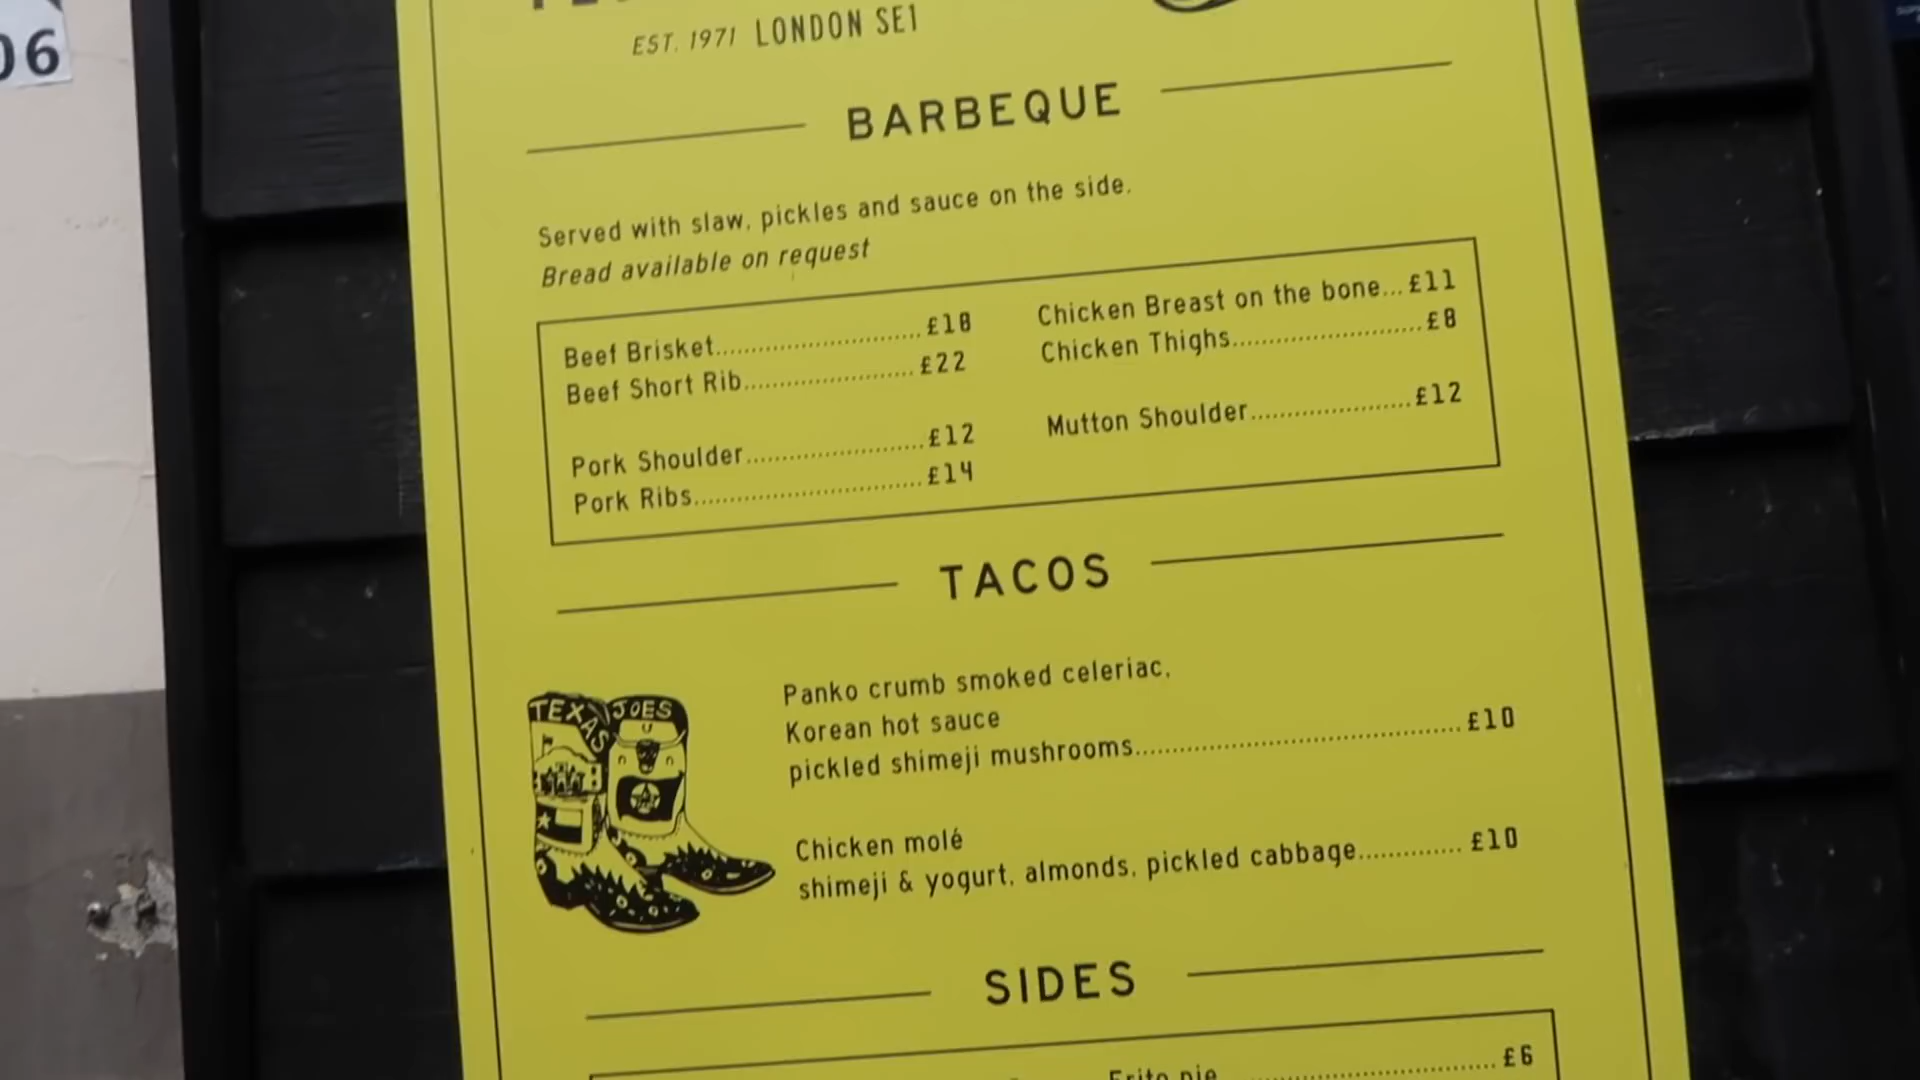 06
EST. 1971 LONDON SE1
BARBEQUE
Served with slaw, pickles and sauce on the side.
Bread available on request
Beef Brisket..............................£18
Beef Short Rib........................£22
Pork Shoulder.........................£12
Pork Ribs.................................£14
Chicken Breast on the bone...£11
Chicken Thighs...........................£8
Mutton Shoulder.......................£12
TACOS
TEXAS JOES
Panko crumb smoked celeriac,
Korean hot sauce
pickled shimeji mushrooms..............................................£10
Chicken molé
shimeji & yogurt, almonds, pickled cabbage.............. £10
SIDES
Frito pie...................................£6